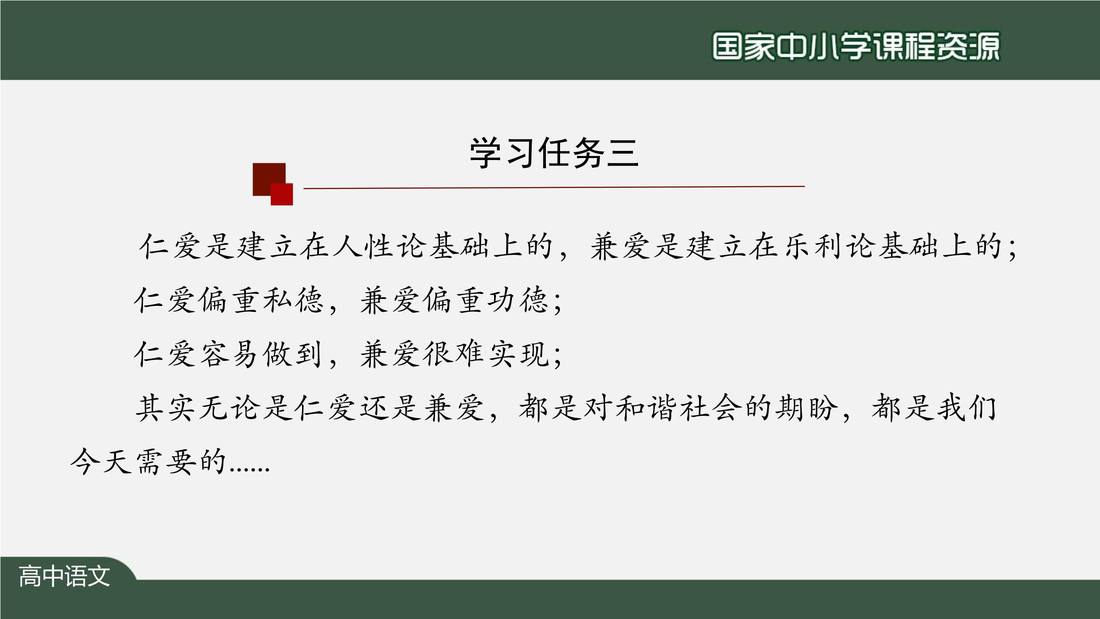 国家中小学课程资源
学习任务三
仁爱是建立在人性论基础上的，兼爱是建立在乐利论基础上的；
仁爱偏重私德，兼爱偏重功德；
仁爱容易做到，兼爱很难实现；
其实无论是仁爱还是兼爱，都是对和谐社会的期盼，都是我们
今天需要的......
高中语文